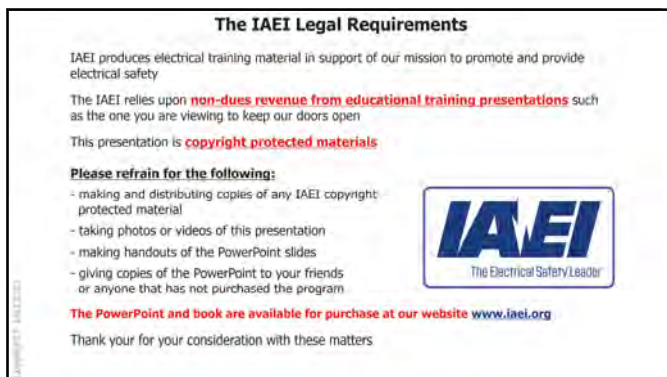 The IAEI Legal Requirements
IAEI produces electrical training material in support of our mission to promote and provide
electrical safety
The IAEI relies upon non-dues revenue from educational training presentations such
as the one you are viewing to keep our doors open
This presentation is copyright protected materials
Please refrain for the following:
- making and distributing copies of any IAEI copyright
protected material
- taking photos or videos of this presentation
- making handouts of the PowerPoint slides
- giving copies of the PowerPoint to your friends
or anyone that has not purchased the program
IAEI
The Electrical Safety Leader
The PowerPoint and book are available for purchase at our website www.iaei.org
Thank your for your consideration with these matters